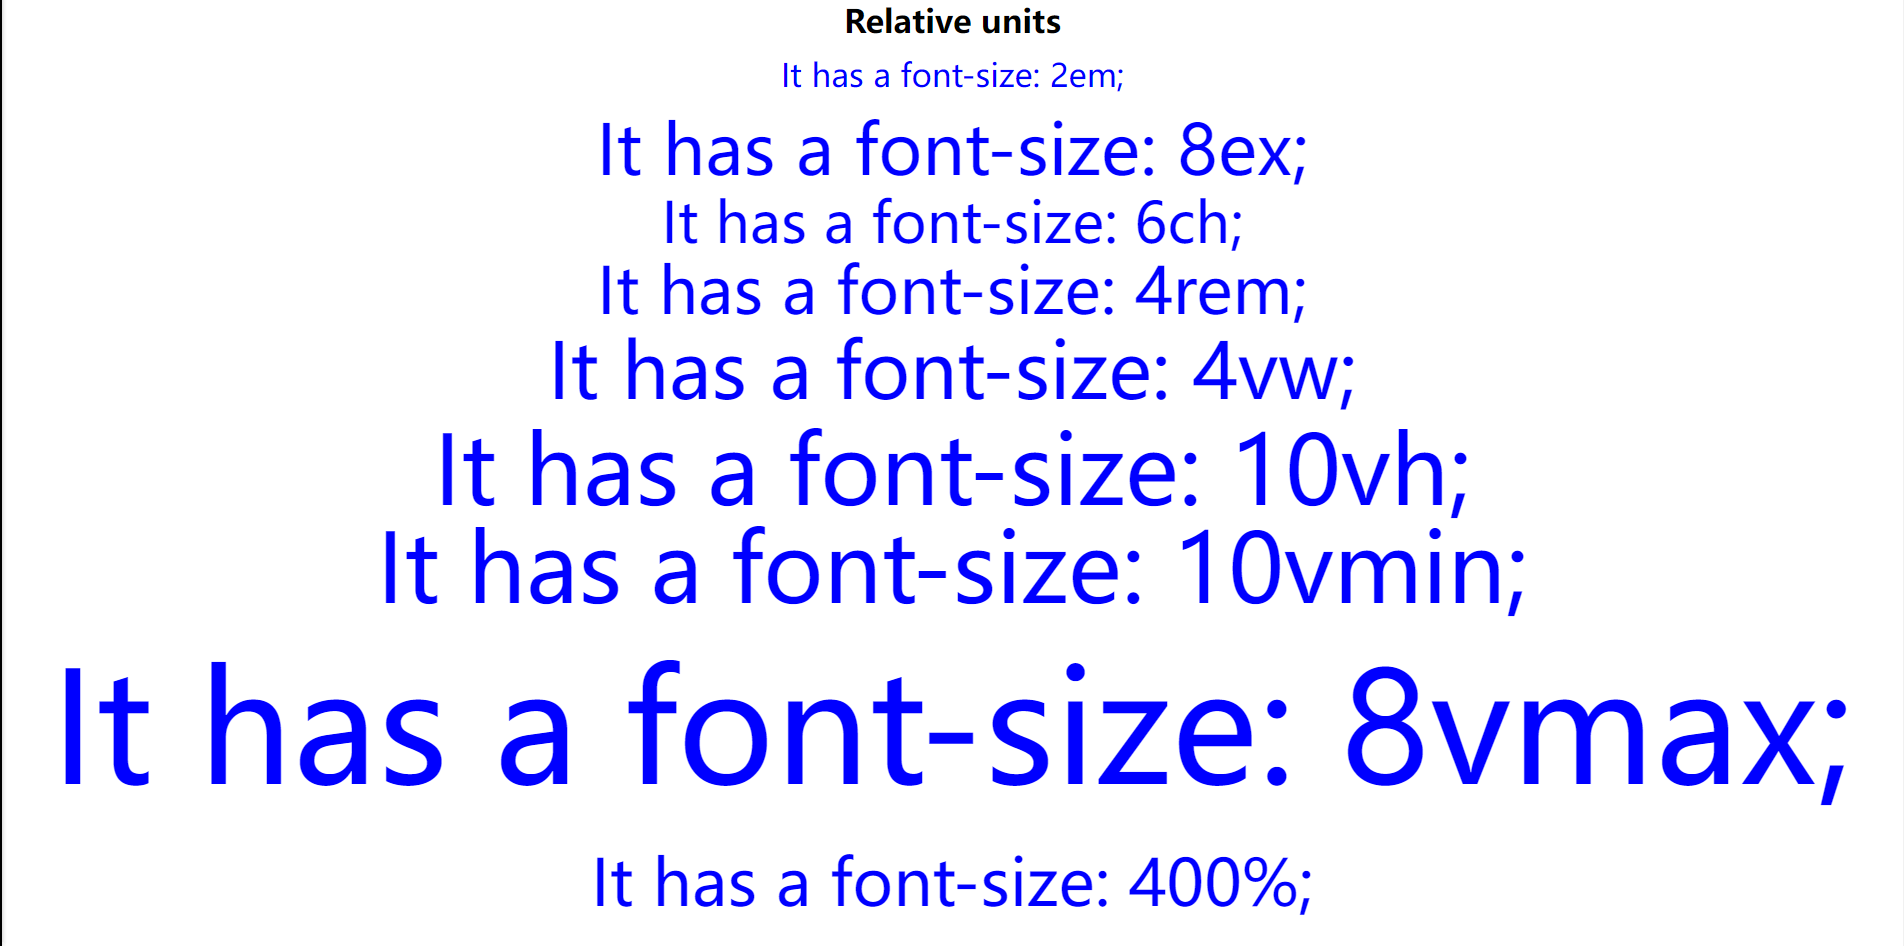 Relative units
It has a font-size: 2em;
It has a font-size: 8ex;
It has a font-size: 6ch;
It has a font-size: 4rem;
It has a font-size: 4vw;
It has a font-size: 10vh;
It has a font-size: 10vmin;
It has a font-size: 8vmax;
It has a font-size: 400%;